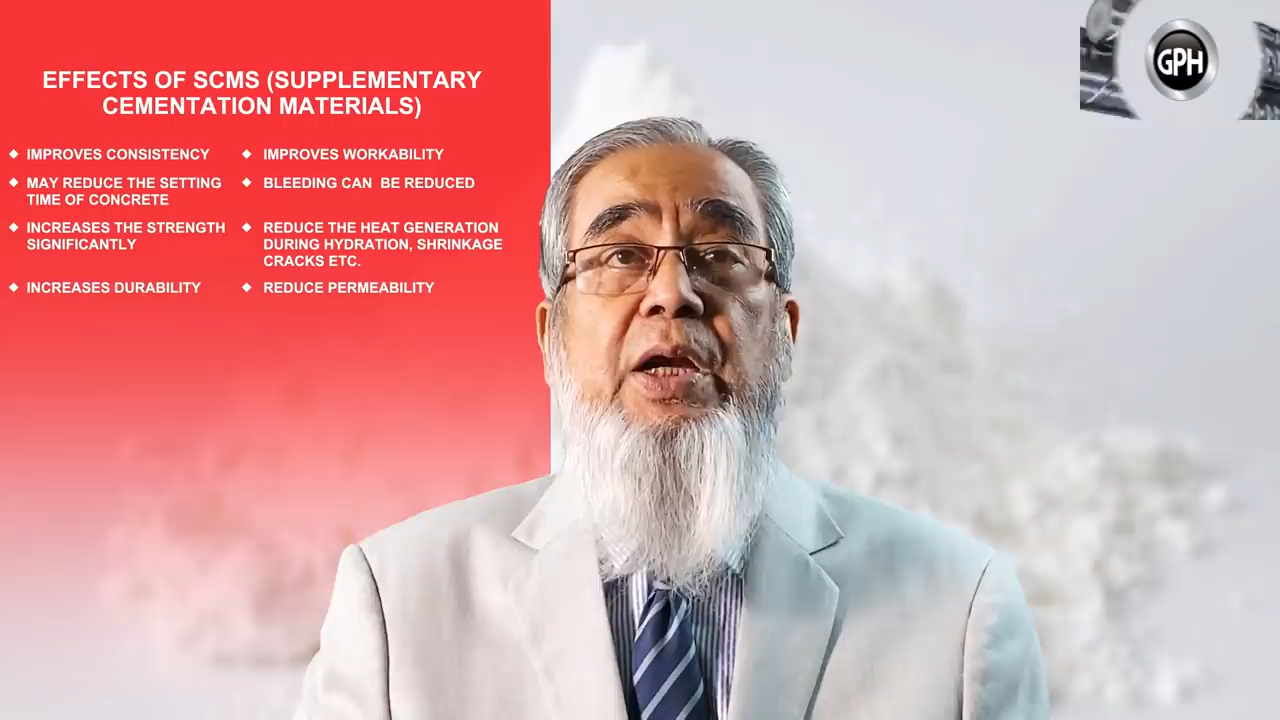 EFFECTS OF SCMS (SUPPLEMENTARY
CEMENTATION MATERIALS)
IMPROVES CONSISTENCY
IMPROVES WORKABILITY
MAY REDUCE THE SETTING
TIME OF CONCRETE
BLEEDING CAN BE REDUCED
INCREASES THE STRENGTH
SIGNIFICANTLY
REDUCE THE HEAT GENERATION
DURING HYDRATION, SHRINKAGE
CRACKS ETC.
INCREASES DURABILITY
REDUCE PERMEABILITY
GPH